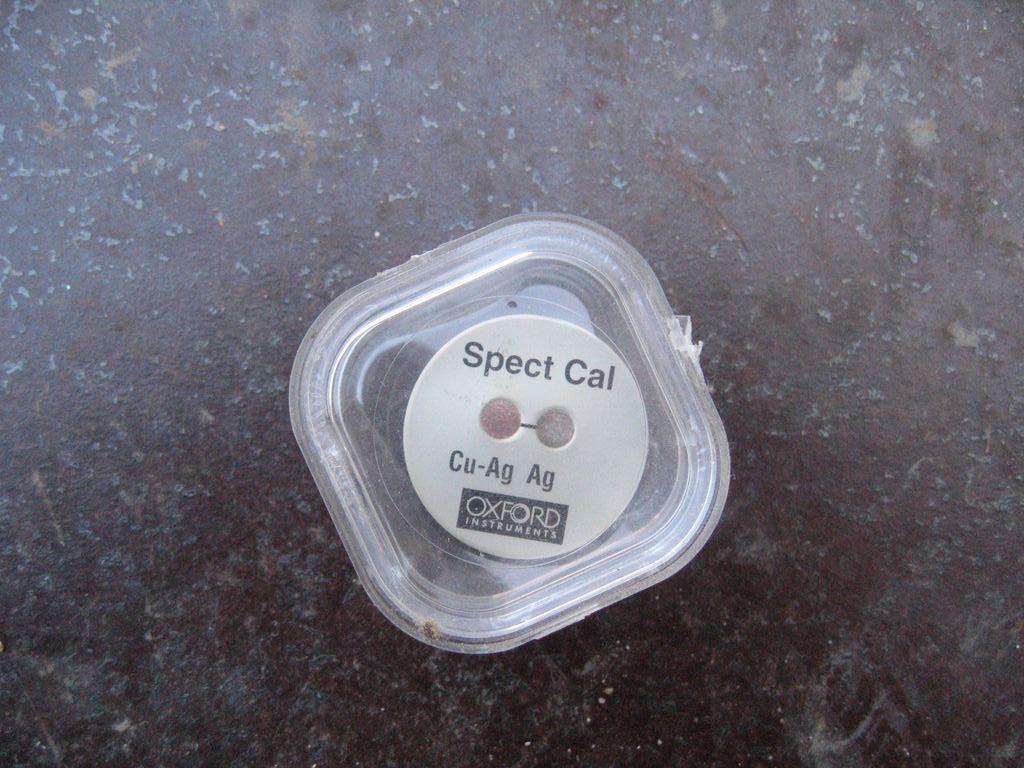 Spect Cal
Cu-Ag Ag
OXFORD
INSTRUMENTS